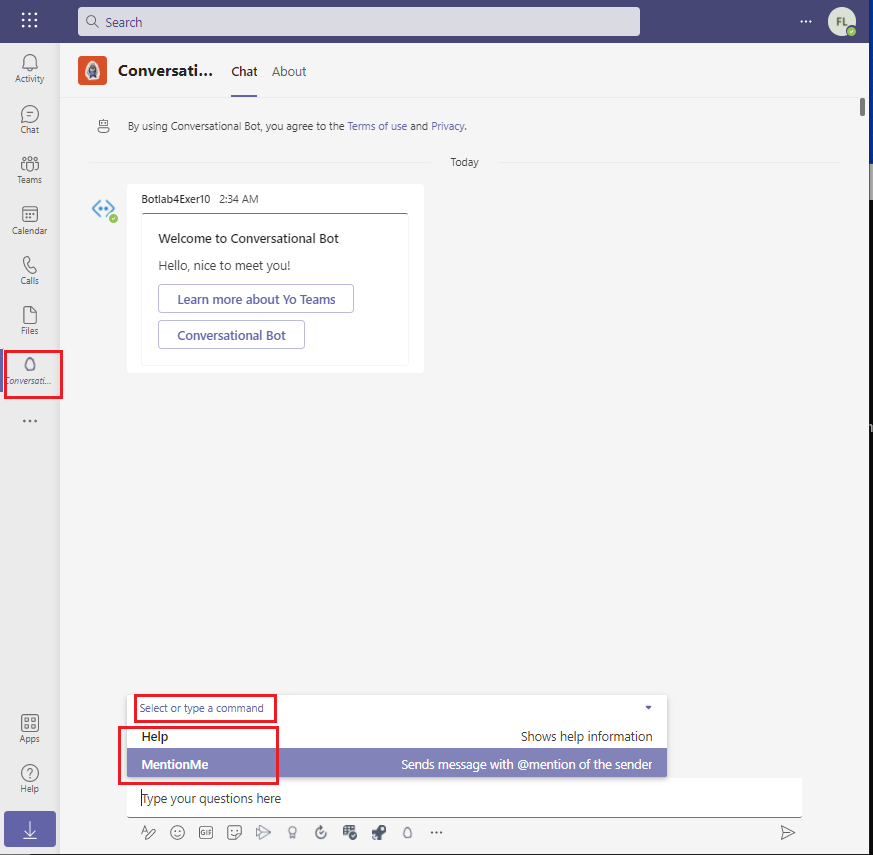 Search
FL
Activity
Chat
Teams
Calendar
Calls
Files
Conversati...
Apps
Help
Conversati... Chat About
By using Conversational Bot, you agree to the Terms of use and Privacy.
Today
Botlab4Exer10 2:34 AM
Welcome to Conversational Bot
Hello, nice to meet you!
Learn more about Yo Teams
Conversational Bot
Select or type a command
Help Shows help information
MentionMe Sends message with @mention of the sender
Type your questions here
GIF